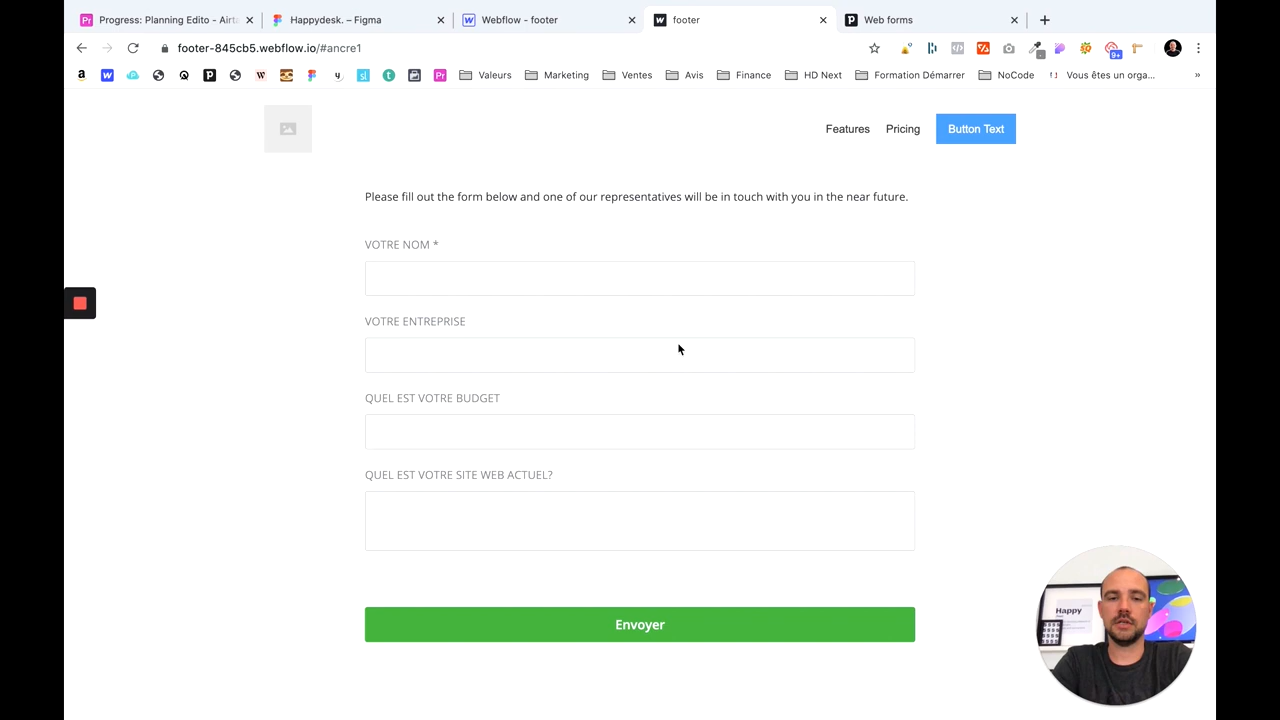 Progress: Planning Edito - Airta
Happydesk. – Figma
Webflow - footer
footer
Web forms
footer-845cb5.webflow.io/#ancre1
Valeurs
Marketing
Ventes
Avis
Finance
HD Next
Formation Démarrer
NoCode
Vous êtes un orga...
Features
Pricing
Button Text
Please fill out the form below and one of our representatives will be in touch with you in the near future.
VOTRE NOM *
VOTRE ENTREPRISE
QUEL EST VOTRE BUDGET
QUEL EST VOTRE SITE WEB ACTUEL?
Envoyer
Happy